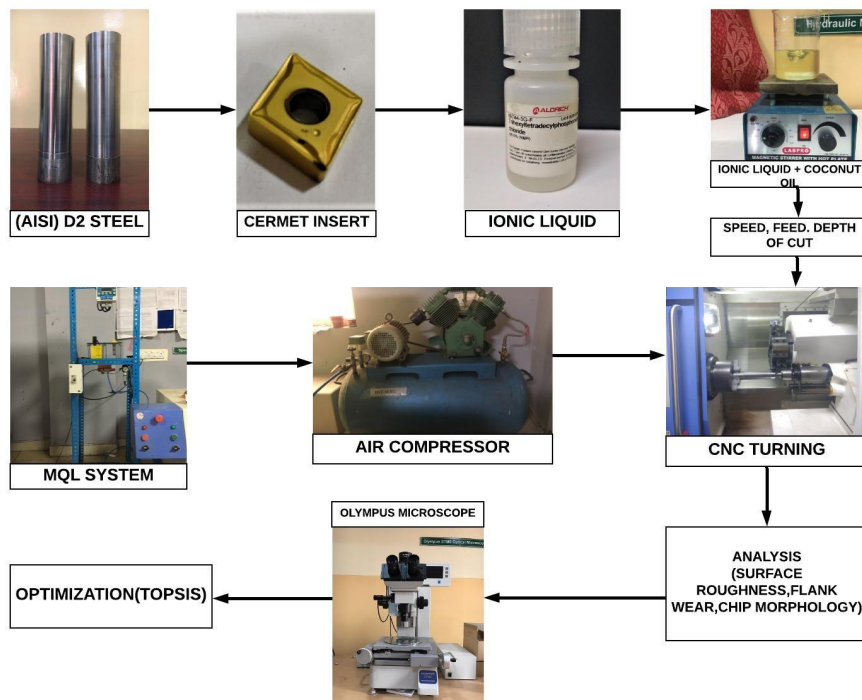 Hydraulic
ALDRICH
chloride
LABPRO
MAGNETIC STIRRER WITH HOT PLATE
(AISI) D2 STEEL
CERMET INSERT
IONIC LIQUID
IONIC LIQUID + COCONUT
OIL
SPEED, FEED. DEPTH
OF CUT
MQL SYSTEM
AIR COMPRESSOR
CNC TURNING
OLYMPUS MICROSCOPE
OPTIMIZATION(TOPSIS)
ANALYSIS
(SURFACE
ROUGHNESS,FLANK
WEAR,CHIP MORPHOLOGY)